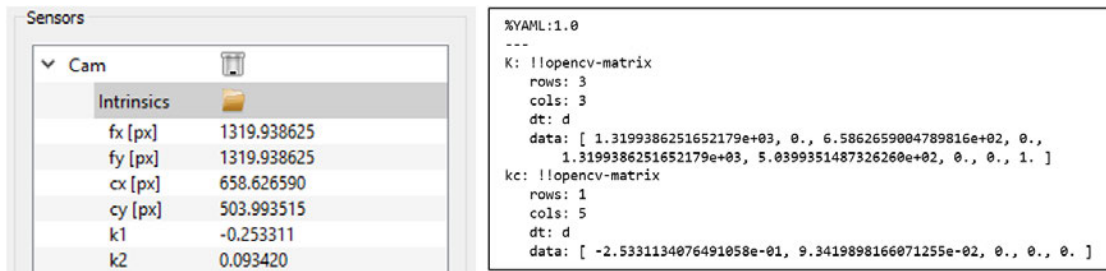 Sensors
Cam
Intrinsics
fx [px] 1319.938625
fy [px] 1319.938625
cx [px] 658.626590
cy [px] 503.993515
k1 -0.253311
k2 0.093420
%YAML:1.0
---
K: !!opencv-matrix
rows: 3
cols: 3
dt: d
data: [ 1.3199386251652179e+03, 0., 6.5862659004789816e+02, 0.,
1.3199386251652179e+03, 5.0399351487326260e+02, 0., 0., 1. ]
kc: !!opencv-matrix
rows: 1
cols: 5
dt: d
data: [ -2.5331134076491058e-01, 9.3419898166071255e-02, 0., 0., 0. ]